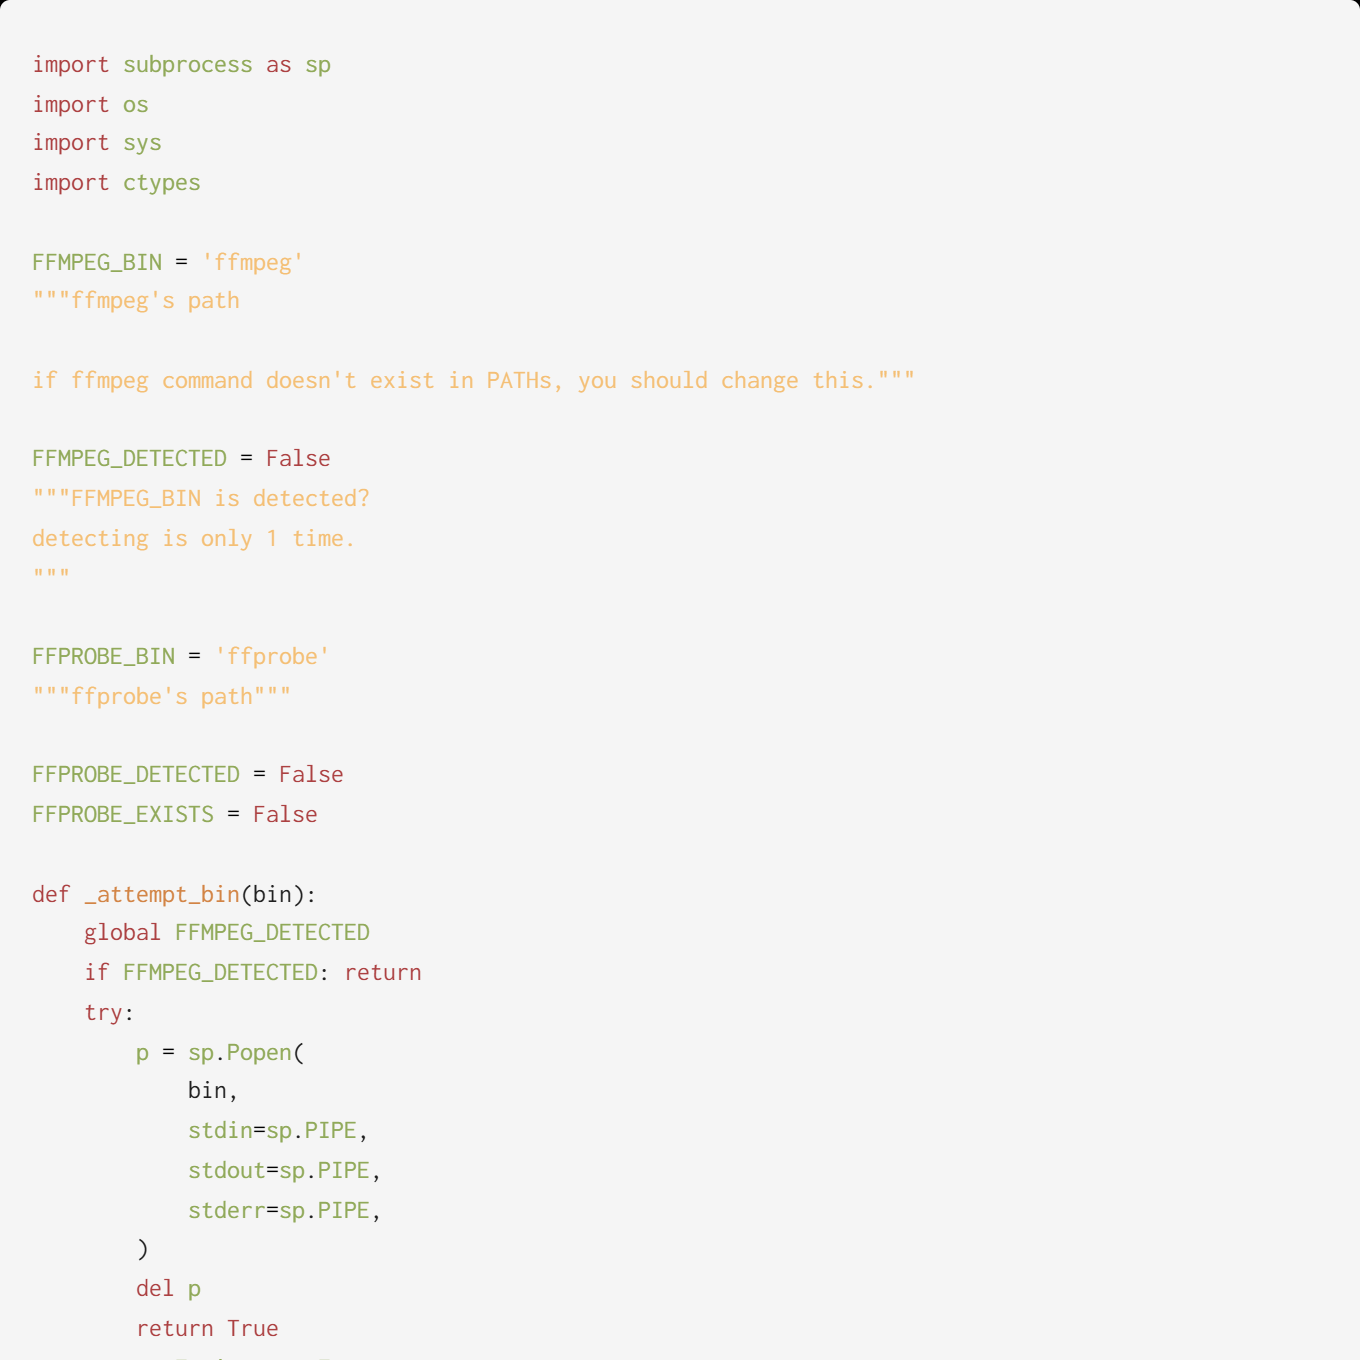 import subprocess as sp
import os
import sys
import ctypes

FFMPEG_BIN = 'ffmpeg'
"""ffmpeg's path

if ffmpeg command doesn't exist in PATHs, you should change this."""

FFMPEG_DETECTED = False
"""FFMPEG_BIN is detected?
detecting is only 1 time.
"""

FFPROBE_BIN = 'ffprobe'
"""ffprobe's path"""

FFPROBE_DETECTED = False
FFPROBE_EXISTS = False

def _attempt_bin(bin):
    global FFMPEG_DETECTED
    if FFMPEG_DETECTED: return
    try:
        p = sp.Popen(
            bin,
            stdin=sp.PIPE,
            stdout=sp.PIPE,
            stderr=sp.PIPE,
        )
        del p
        return True